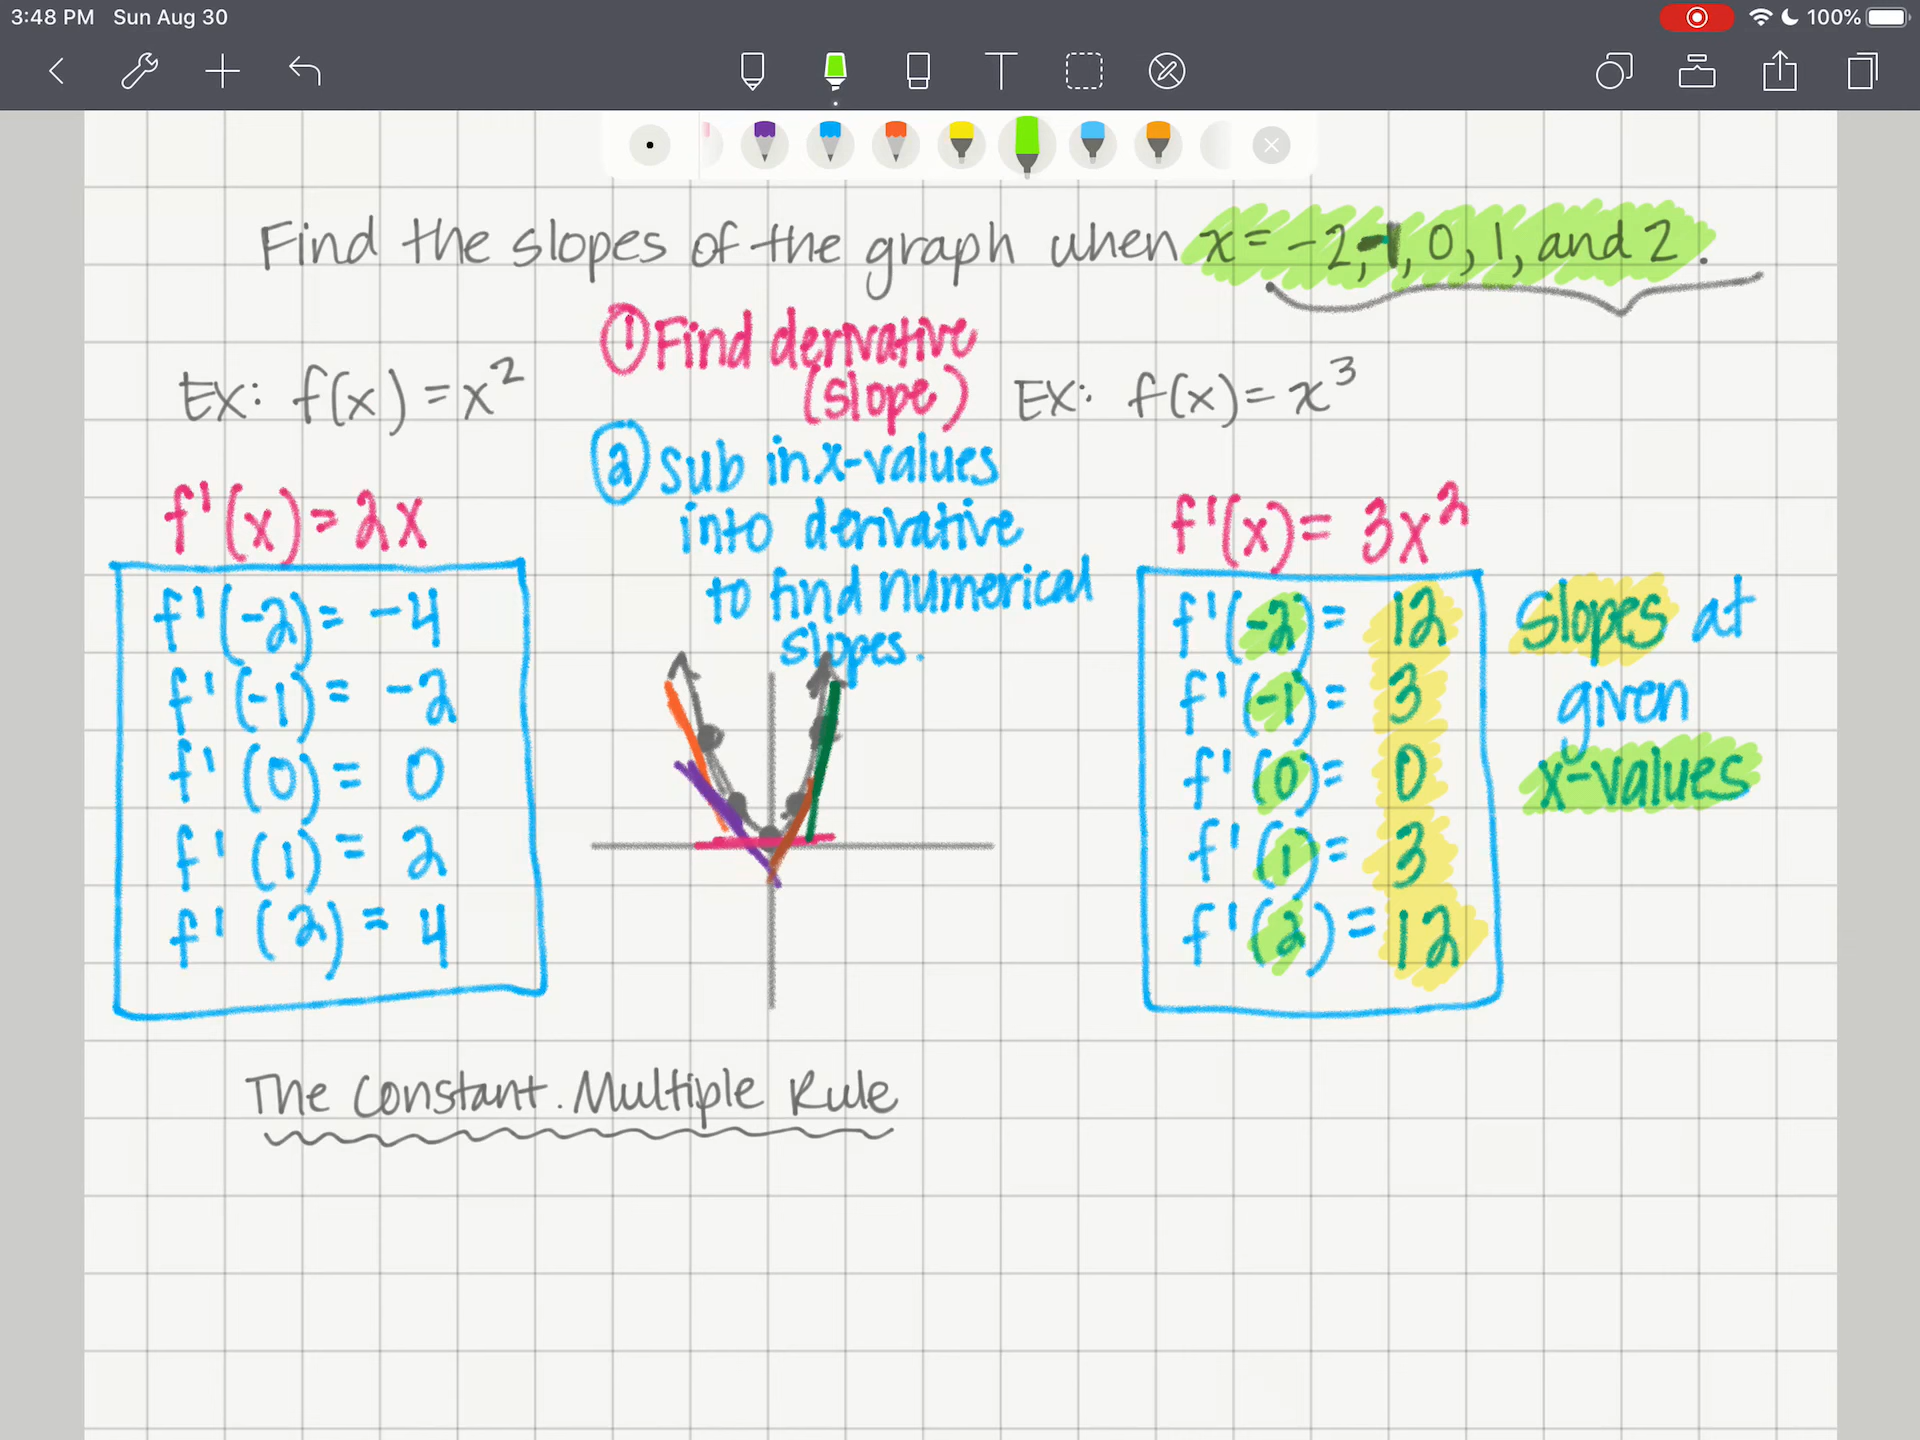 3:48 PM Sun Aug 30
100%
Find the slopes of the graph when x = -2, -1, 0, 1, and 2.
① Find derivative
(slope)
EX: f(x) = x²
EX: f(x) = x³
② sub in x-values
into derivative
to find numerical
slopes.
f'(x) = 2x
f'(-2) = -4
f'(-1) = -2
f'(0) = 0
f'(1) = 2
f'(2) = 4
f'(x) = 3x²
f'(-2) = 12
f'(-1) = 3
f'(0) = 0
f'(1) = 3
f'(2) = 12
Slopes at
given
x-values
The Constant. Multiple Rule